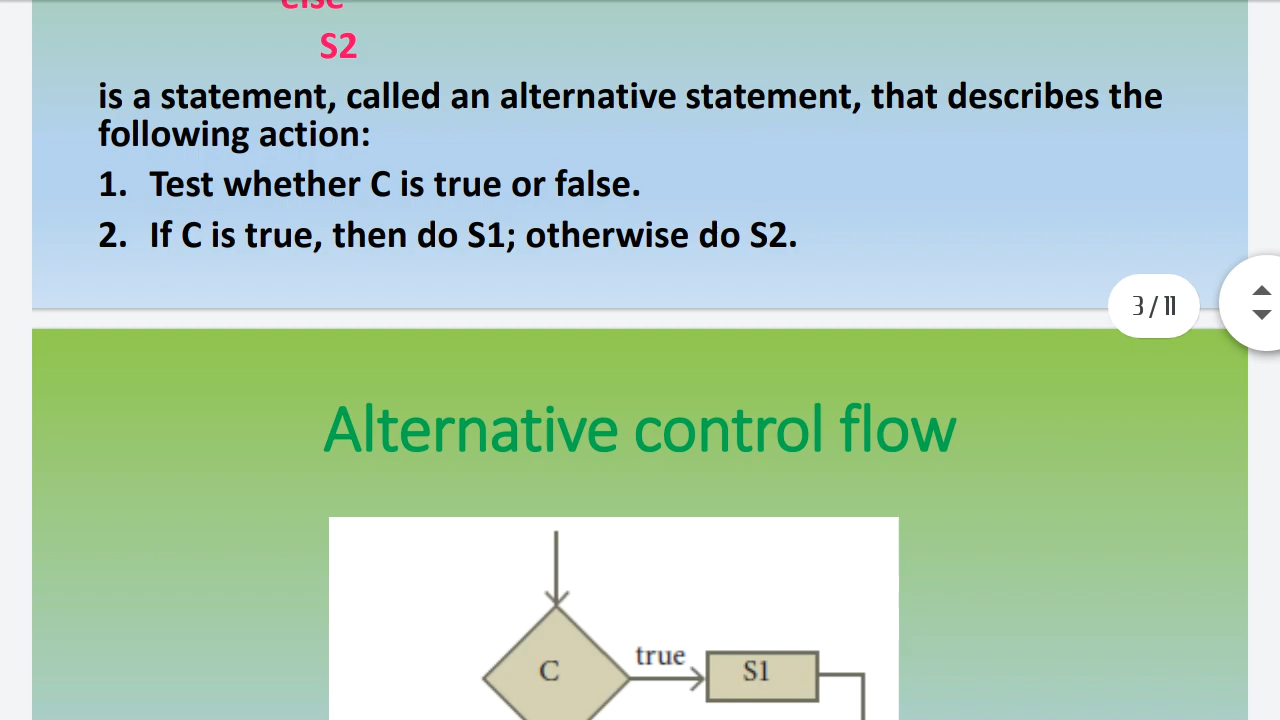 else
S2
is a statement, called an alternative statement, that describes the
following action:
1. Test whether C is true or false.
2. If C is true, then do S1; otherwise do S2.
3 / 11
Alternative control flow
true
C
S1